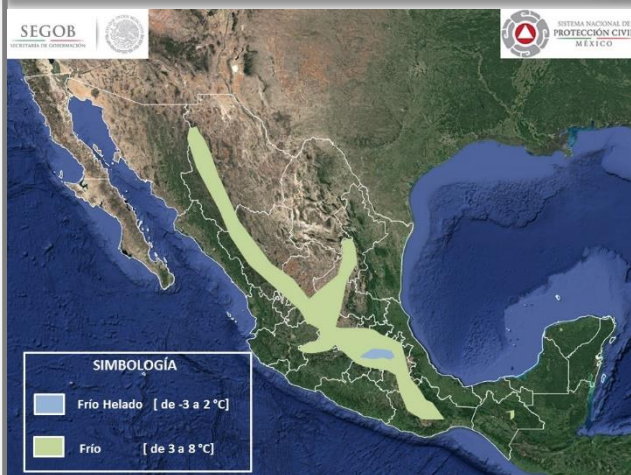 SEGOB
SECRETARÍA DE GOBERNACIÓN
SISTEMA NACIONAL DE
PROTECCIÓN CIVIL
MÉXICO
SIMBOLOGÍA
Frío Helado [ de -3 a 2 °C]
Frío [ de 3 a 8 °C]